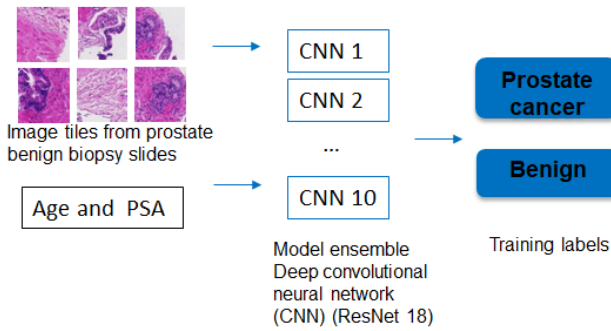 CNN 1
CNN 2
...
CNN 10
Image tiles from prostate
benign biopsy slides
Age and PSA
Model ensemble
Deep convolutional
neural network
(CNN) (ResNet 18)
Prostate
cancer
Benign
Training labels